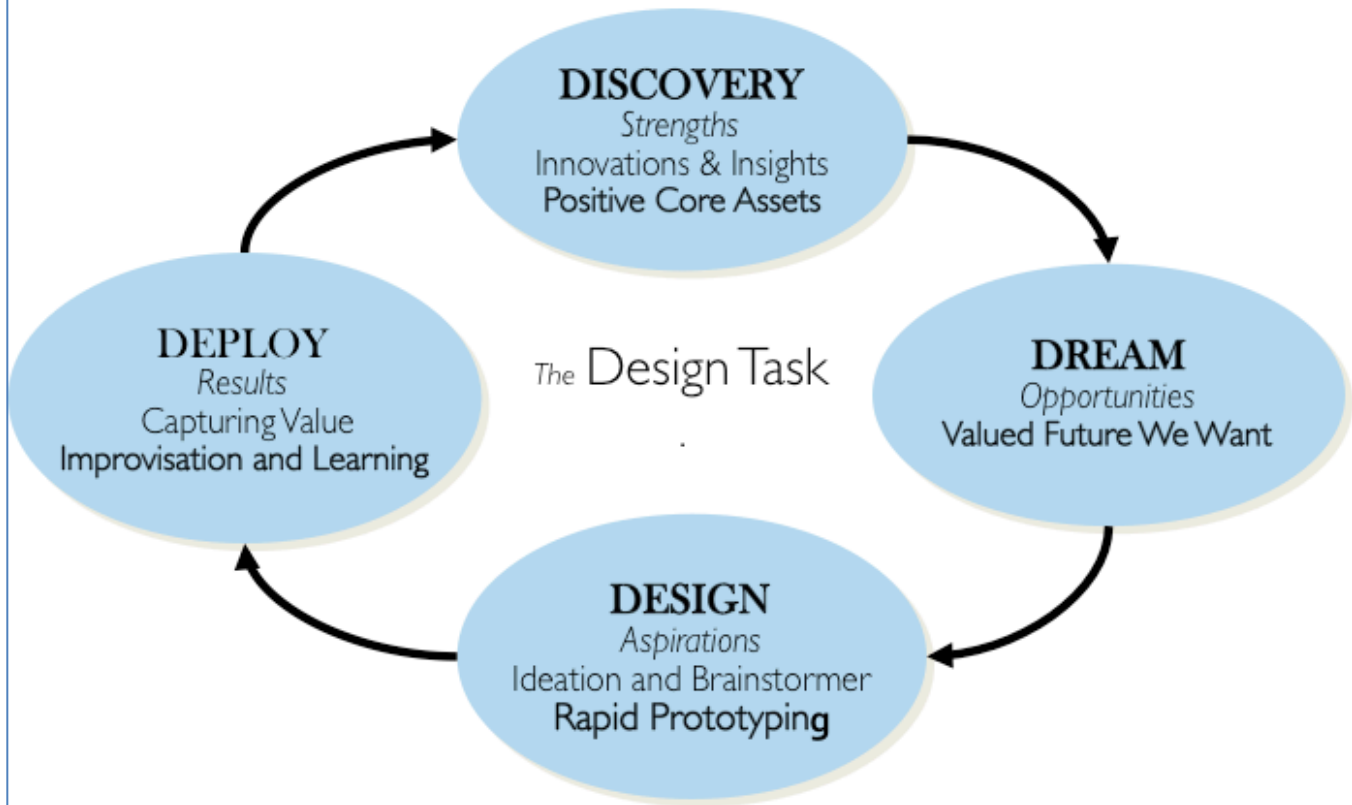 DISCOVERY
Strengths
Innovations & Insights
Positive Core Assets
DREAM
Opportunities
Valued Future We Want
DESIGN
Aspirations
Ideation and Brainstormer
Rapid Prototyping
DEPLOY
Results
Capturing Value
Improvisation and Learning
The Design Task
.